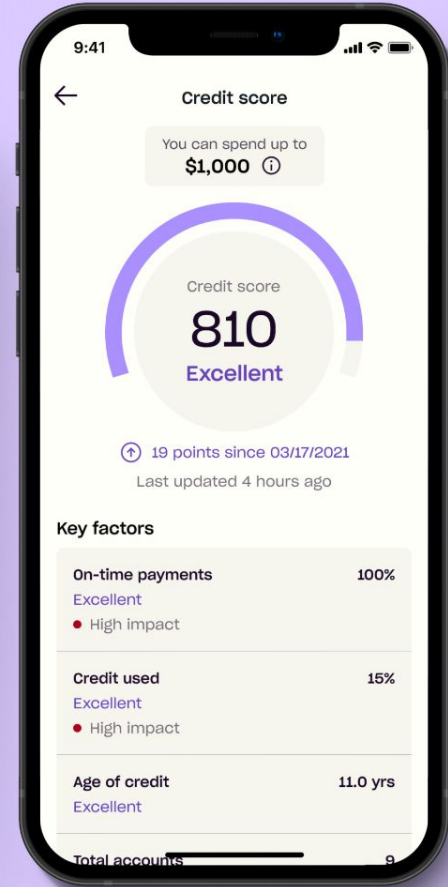 9:41
Credit score
You can spend up to
$1,000
Credit score
810
Excellent
19 points since 03/17/2021
Last updated 4 hours ago
Key factors
On-time payments 100%
Excellent
High impact
Credit used 15%
Excellent
High impact
Age of credit 11.0 yrs
Excellent
Total accounts 9